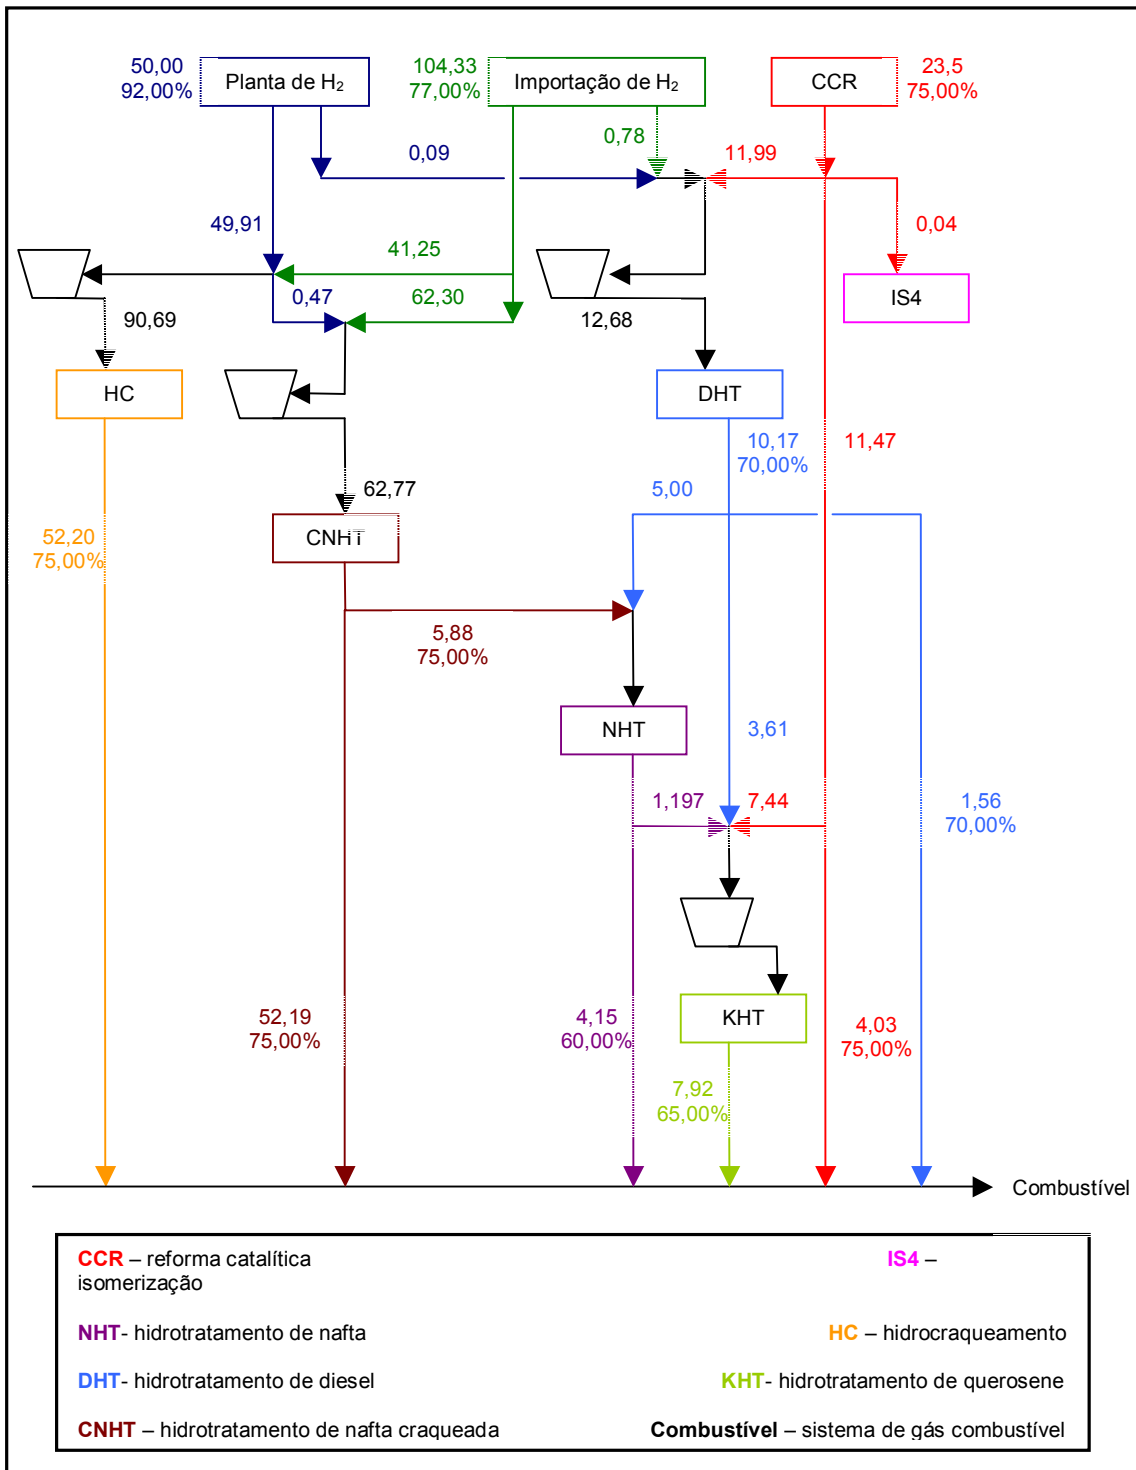 50,00
92,00%
Planta de H₂
104,33
77,00%
Importação de H₂
CCR
23,5
75,00%
0,78
0,09
11,99
49,91
0,04
41,25
0,47
62,30
IS4
90,69
12,68
HC
DHT
10,17
70,00%
11,47
62,77
5,00
CNHT
52,20
75,00%
5,88
75,00%
NHT
3,61
1,197
7,44
1,56
70,00%
52,19
75,00%
4,15
60,00%
KHT
4,03
75,00%
7,92
65,00%
Combustível
CCR – reforma catalítica IS4 –
isomerização
NHT- hidrotratamento de nafta HC – hidrocraqueamento
DHT- hidrotratamento de diesel KHT- hidrotratamento de querosene
CNHT – hidrotratamento de nafta craqueada Combustível – sistema de gás combustível